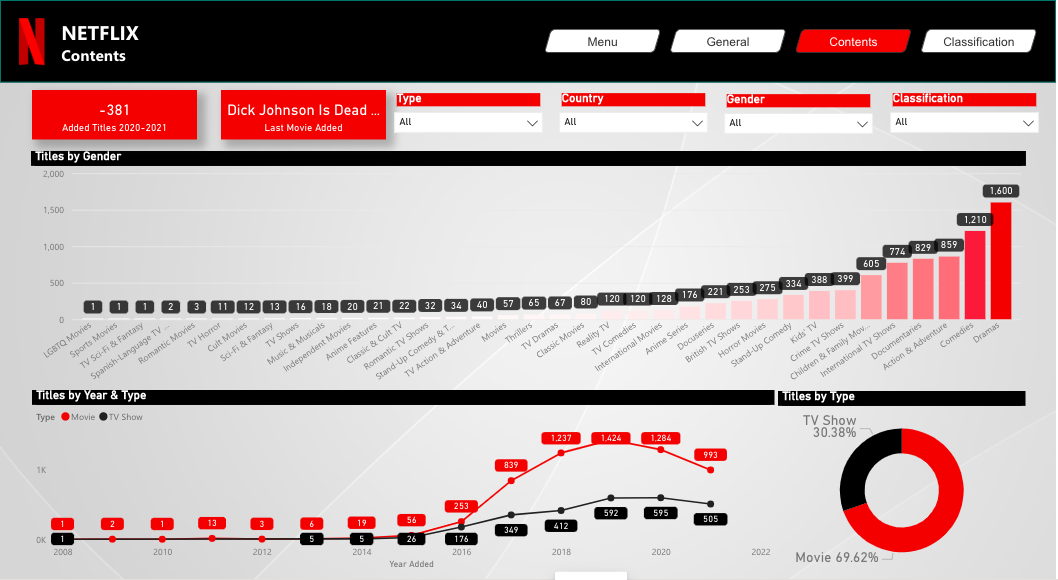 NETFLIX
Contents
Menu
General
Contents
Classification
-381
Added Titles 2020-2021
Dick Johnson Is Dead ...
Last Movie Added
Type
All
Country
All
Gender
All
Classification
All
Titles by Gender
2,000
1,500
1,000
500
0
1 1 1 2 3 11 12 13 16 18 20 21 22 32 34 40 57 65 67 80 120 120 128 176 221 253 275 334 388 399 605 774 829 859 1,210 1,600
LGBTQ Movies
Sports Movies
TV Sci-Fi & Fantasy
Spanish-Language TV ...
Romantic Movies
TV Horror
Cult Movies
Sci-Fi & Fantasy
TV Shows
Music & Musicals
Independent Movies
Anime Features
Classic & Cult TV
Romantic TV Shows
Stand-Up Comedy & T...
TV Action & Adventure
Movies
Thrillers
TV Dramas
Classic Movies
Reality TV
TV Comedies
International Movies
Anime Series
Docuseries
British TV Shows
Horror Movies
Stand-Up Comedy
Kids' TV
Crime TV Shows
Children & Family Mov...
International TV Shows
Documentaries
Action & Adventure
Comedies
Dramas
Titles by Year & Type
Type Movie TV Show
1K
0K
1 2 1 13 3 6 19 56 253 839 1,237 1,424 1,284 993
1 5 5 26 176 349 412 592 595 505
2008 2010 2012 2014 2016 2018 2020 2022
Year Added
Titles by Type
TV Show
30.38%
Movie 69.62%